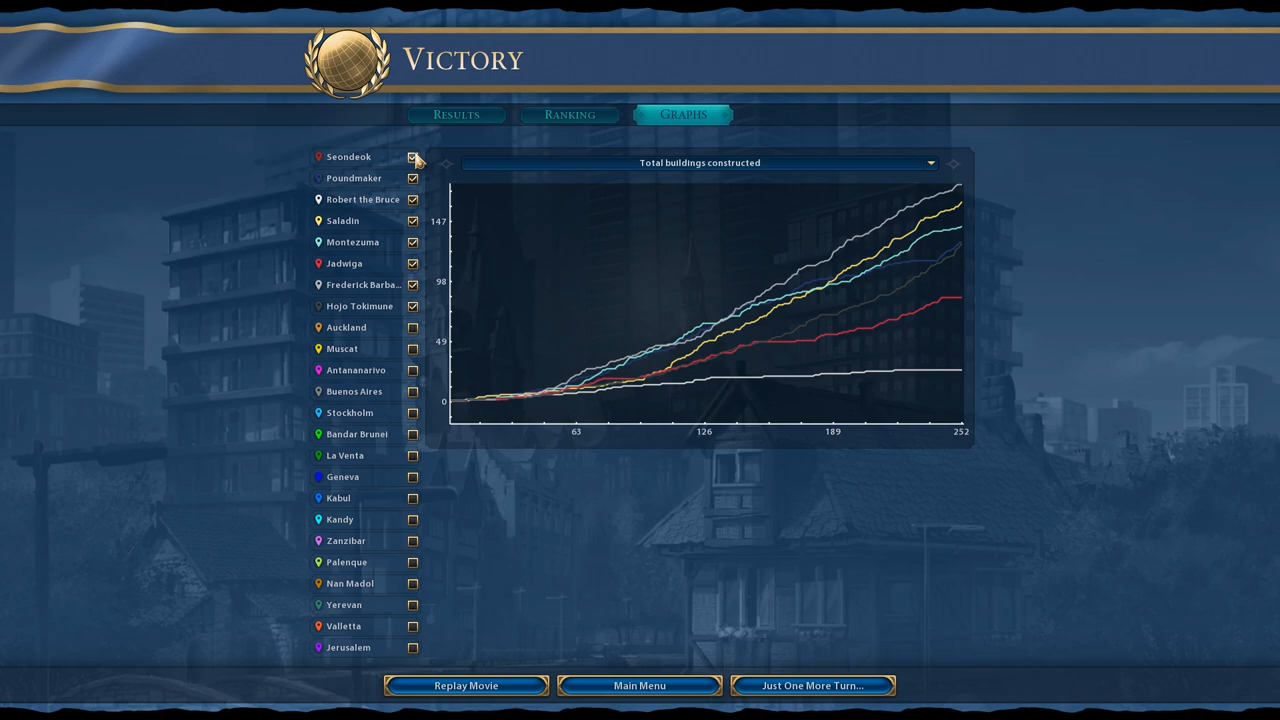 VICTORY
RESULTS
RANKING
GRAPHS
Seondeok
Poundmaker
Robert the Bruce
Saladin
Montezuma
Jadwiga
Frederick Barba...
Hojo Tokimune
Auckland
Muscat
Antananarivo
Buenos Aires
Stockholm
Bandar Brunei
La Venta
Geneva
Kabul
Kandy
Zanzibar
Palenque
Nan Madol
Yerevan
Valletta
Jerusalem
Total buildings constructed
147
98
49
0
63 126 189 252
Replay Movie
Main Menu
Just One More Turn...